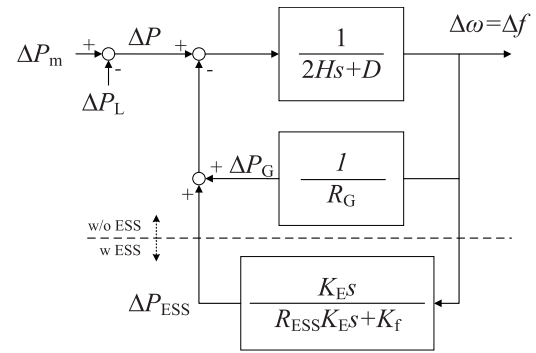 ΔPm + - ΔP + - 1 / 2Hs+D Δω=Δf
ΔPL
+ ΔPG 1 / RG
+
w/o ESS
w ESS
ΔPESS KEs / RESSKEs+Kf